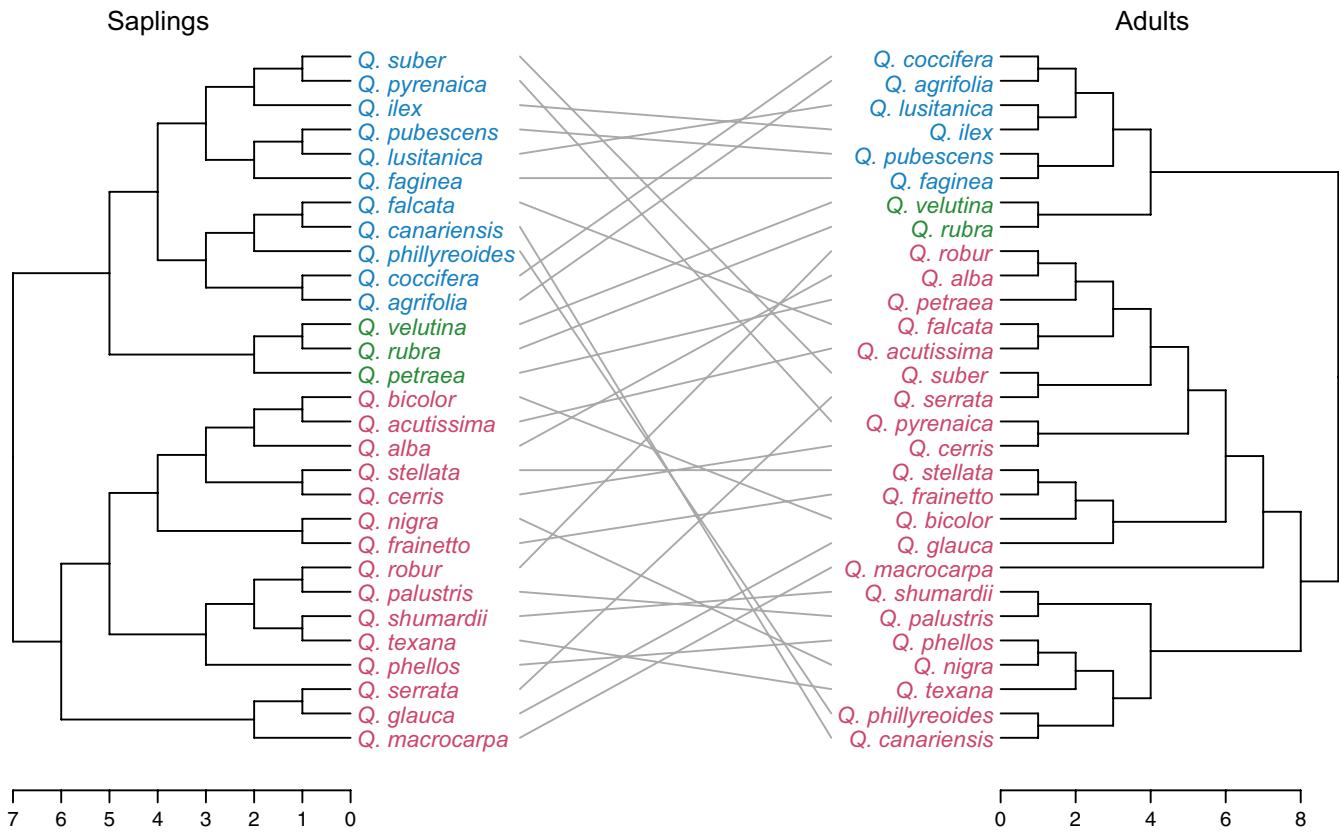 Saplings
Adults
Q. suber
Q. pyrenaica
Q. ilex
Q. pubescens
Q. lusitanica
Q. faginea
Q. falcata
Q. canariensis
Q. phillyreoides
Q. coccifera
Q. agrifolia
Q. velutina
Q. rubra
Q. petraea
Q. bicolor
Q. acutissima
Q. alba
Q. stellata
Q. cerris
Q. nigra
Q. frainetto
Q. robur
Q. palustris
Q. shumardii
Q. texana
Q. phellos
Q. serrata
Q. glauca
Q. macrocarpa
7 6 5 4 3 2 1 0
Q. coccifera
Q. agrifolia
Q. lusitanica
Q. ilex
Q. pubescens
Q. faginea
Q. velutina
Q. rubra
Q. robur
Q. alba
Q. petraea
Q. falcata
Q. acutissima
Q. suber
Q. serrata
Q. pyrenaica
Q. cerris
Q. stellata
Q. frainetto
Q. bicolor
Q. glauca
Q. macrocarpa
Q. shumardii
Q. palustris
Q. phellos
Q. nigra
Q. texana
Q. phillyreoides
Q. canariensis
0 2 4 6 8